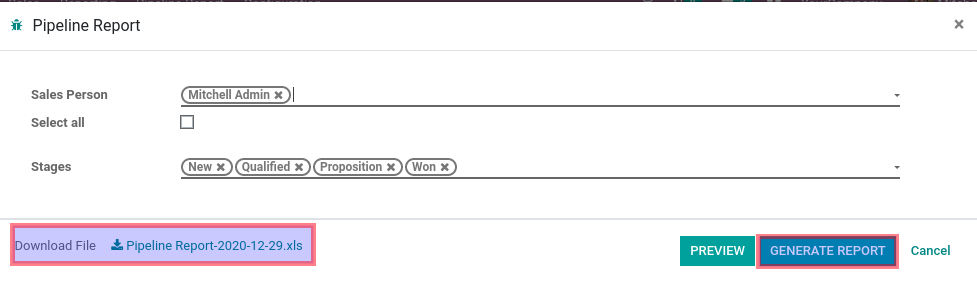 Pipeline Report ×
Sales Person Mitchell Admin ×
Select all
Stages New × Qualified × Proposition × Won ×
Download File Pipeline Report-2020-12-29.xls PREVIEW GENERATE REPORT Cancel